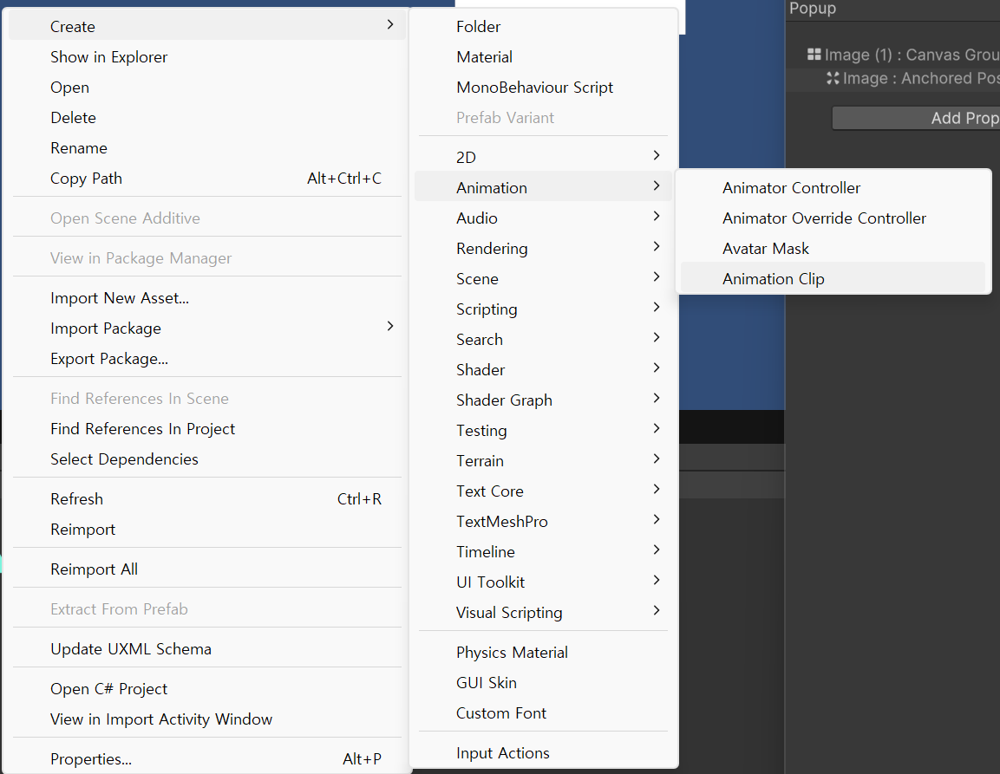 Create
Show in Explorer
Open
Delete
Rename
Copy Path Alt+Ctrl+C
Open Scene Additive
View in Package Manager
Import New Asset...
Import Package
Export Package...
Find References In Scene
Find References In Project
Select Dependencies
Refresh Ctrl+R
Reimport
Reimport All
Extract From Prefab
Update UXML Schema
Open C# Project
View in Import Activity Window
Properties... Alt+P
Folder
Material
MonoBehaviour Script
Prefab Variant
2D
Animation
Audio
Rendering
Scene
Scripting
Search
Shader
Shader Graph
Testing
Terrain
Text Core
TextMeshPro
Timeline
UI Toolkit
Visual Scripting
Physics Material
GUI Skin
Custom Font
Input Actions
Animator Controller
Animator Override Controller
Avatar Mask
Animation Clip
Popup
Image (1) : Canvas Grou
Image : Anchored Pos
Add Prop